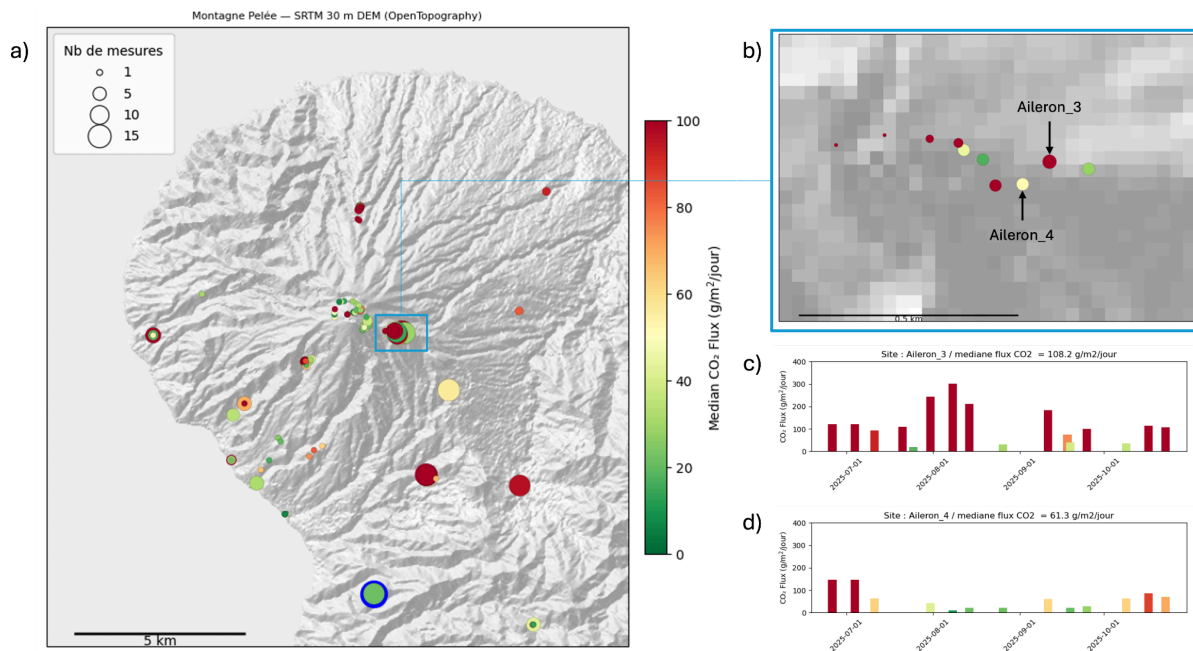 Montagne Pelée — SRTM 30 m DEM (OpenTopography)
a)
Nb de mesures
1
5
10
15
5 km
100
80
60
40
20
0
Median CO₂ Flux (g/m²/jour)
b)
Aileron_3
Aileron_4
0.5 km
c)
Site : Aileron_3 / mediane flux CO2 = 108.2 g/m2/jour
CO₂ Flux (g/m²/jour)
400
300
200
100
0
2025-07-01
2025-08-01
2025-09-01
2025-10-01
d)
Site : Aileron_4 / mediane flux CO2 = 61.3 g/m2/jour
CO₂ Flux (g/m²/jour)
400
300
200
100
0
2025-07-01
2025-08-01
2025-09-01
2025-10-01